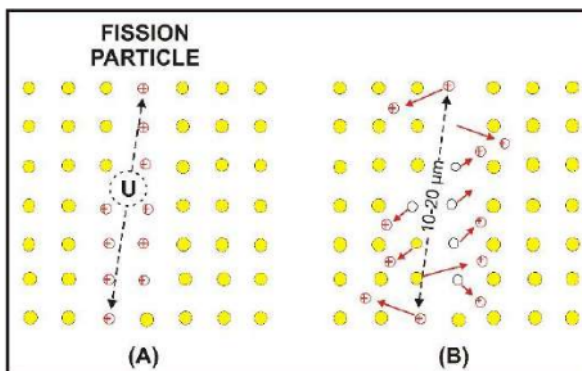 FISSION
PARTICLE
U
10-20 µm
(A)
(B)